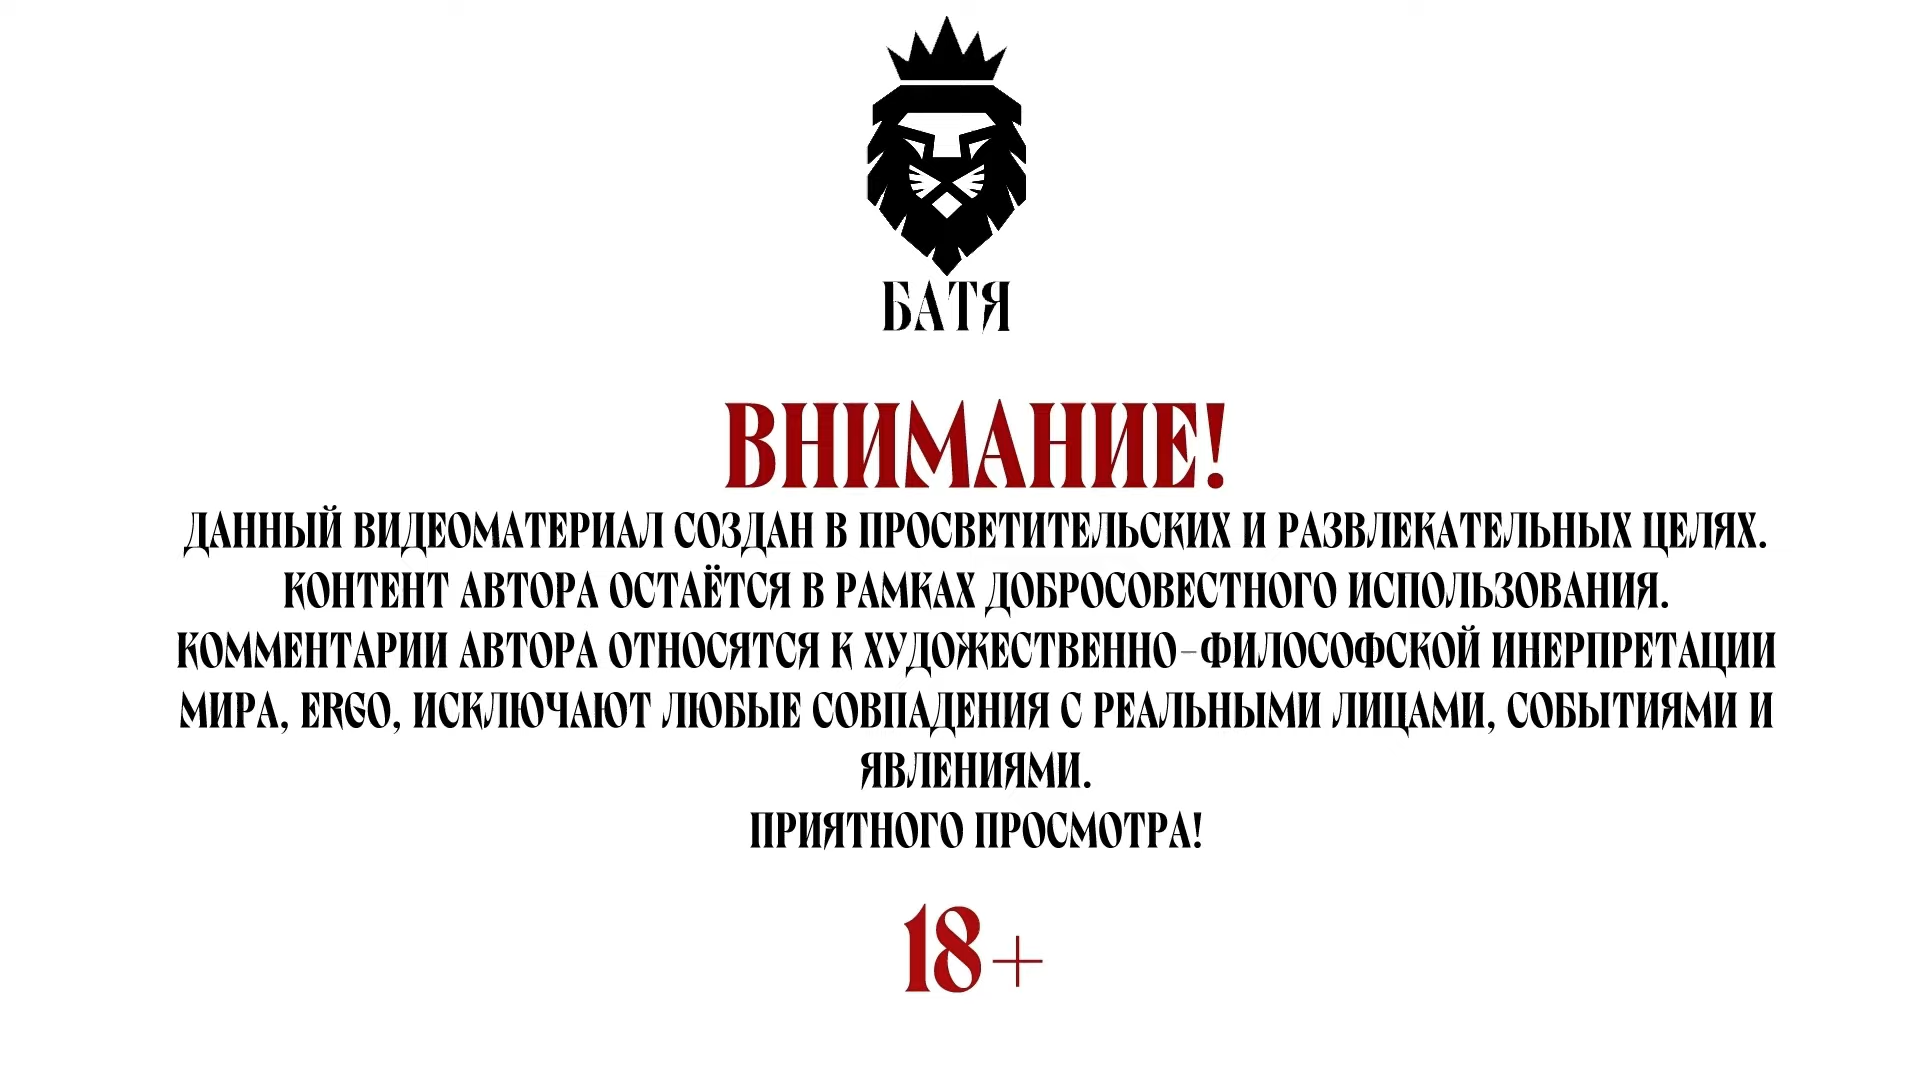 БАТЯ
ВНИМАНИЕ!
ДАННЫЙ ВИДЕОМАТЕРИАЛ СОЗДАН В ПРОСВЕТИТЕЛЬСКИХ И РАЗВЛЕКАТЕЛЬНЫХ ЦЕЛЯХ.
КОНТЕНТ АВТОРА ОСТАЁТСЯ В РАМКАХ ДОБРОСОВЕСТНОГО ИСПОЛЬЗОВАНИЯ.
КОММЕНТАРИИ АВТОРА ОТНОСЯТСЯ К ХУДОЖЕСТВЕННО-ФИЛОСОФСКОЙ ИНЕРПРЕТАЦИИ
МИРА, ERGO, ИСКЛЮЧАЮТ ЛЮБЫЕ СОВПАДЕНИЯ С РЕАЛЬНЫМИ ЛИЦАМИ, СОБЫТИЯМИ И
ЯВЛЕНИЯМИ.
ПРИЯТНОГО ПРОСМОТРА!
18+